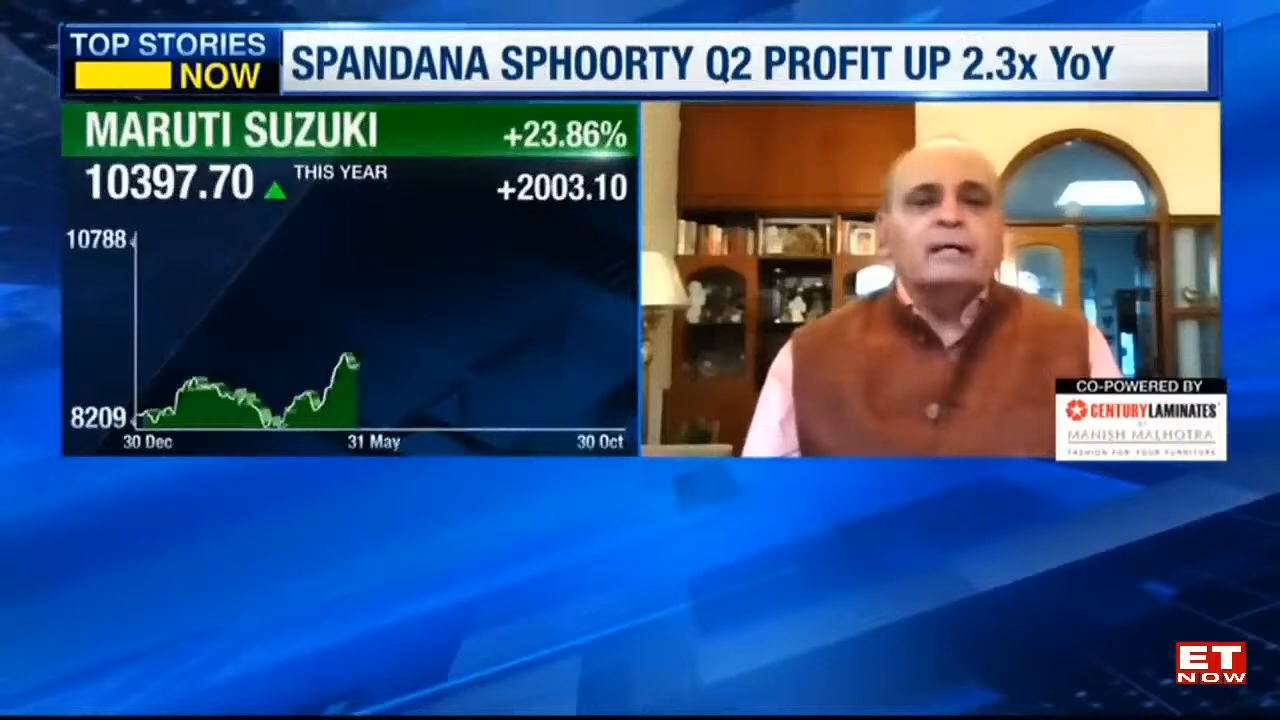 TOP STORIES
NOW
SPANDANA SPHOORTY Q2 PROFIT UP 2.3x YoY
MARUTI SUZUKI +23.86%
10397.70 THIS YEAR +2003.10
10788
8209
30 Dec 31 May 30 Oct
CO-POWERED BY
CENTURYLAMINATES
BY
MANISH MALHOTRA
FASHION FOR YOUR FURNITURE
ET
NOW